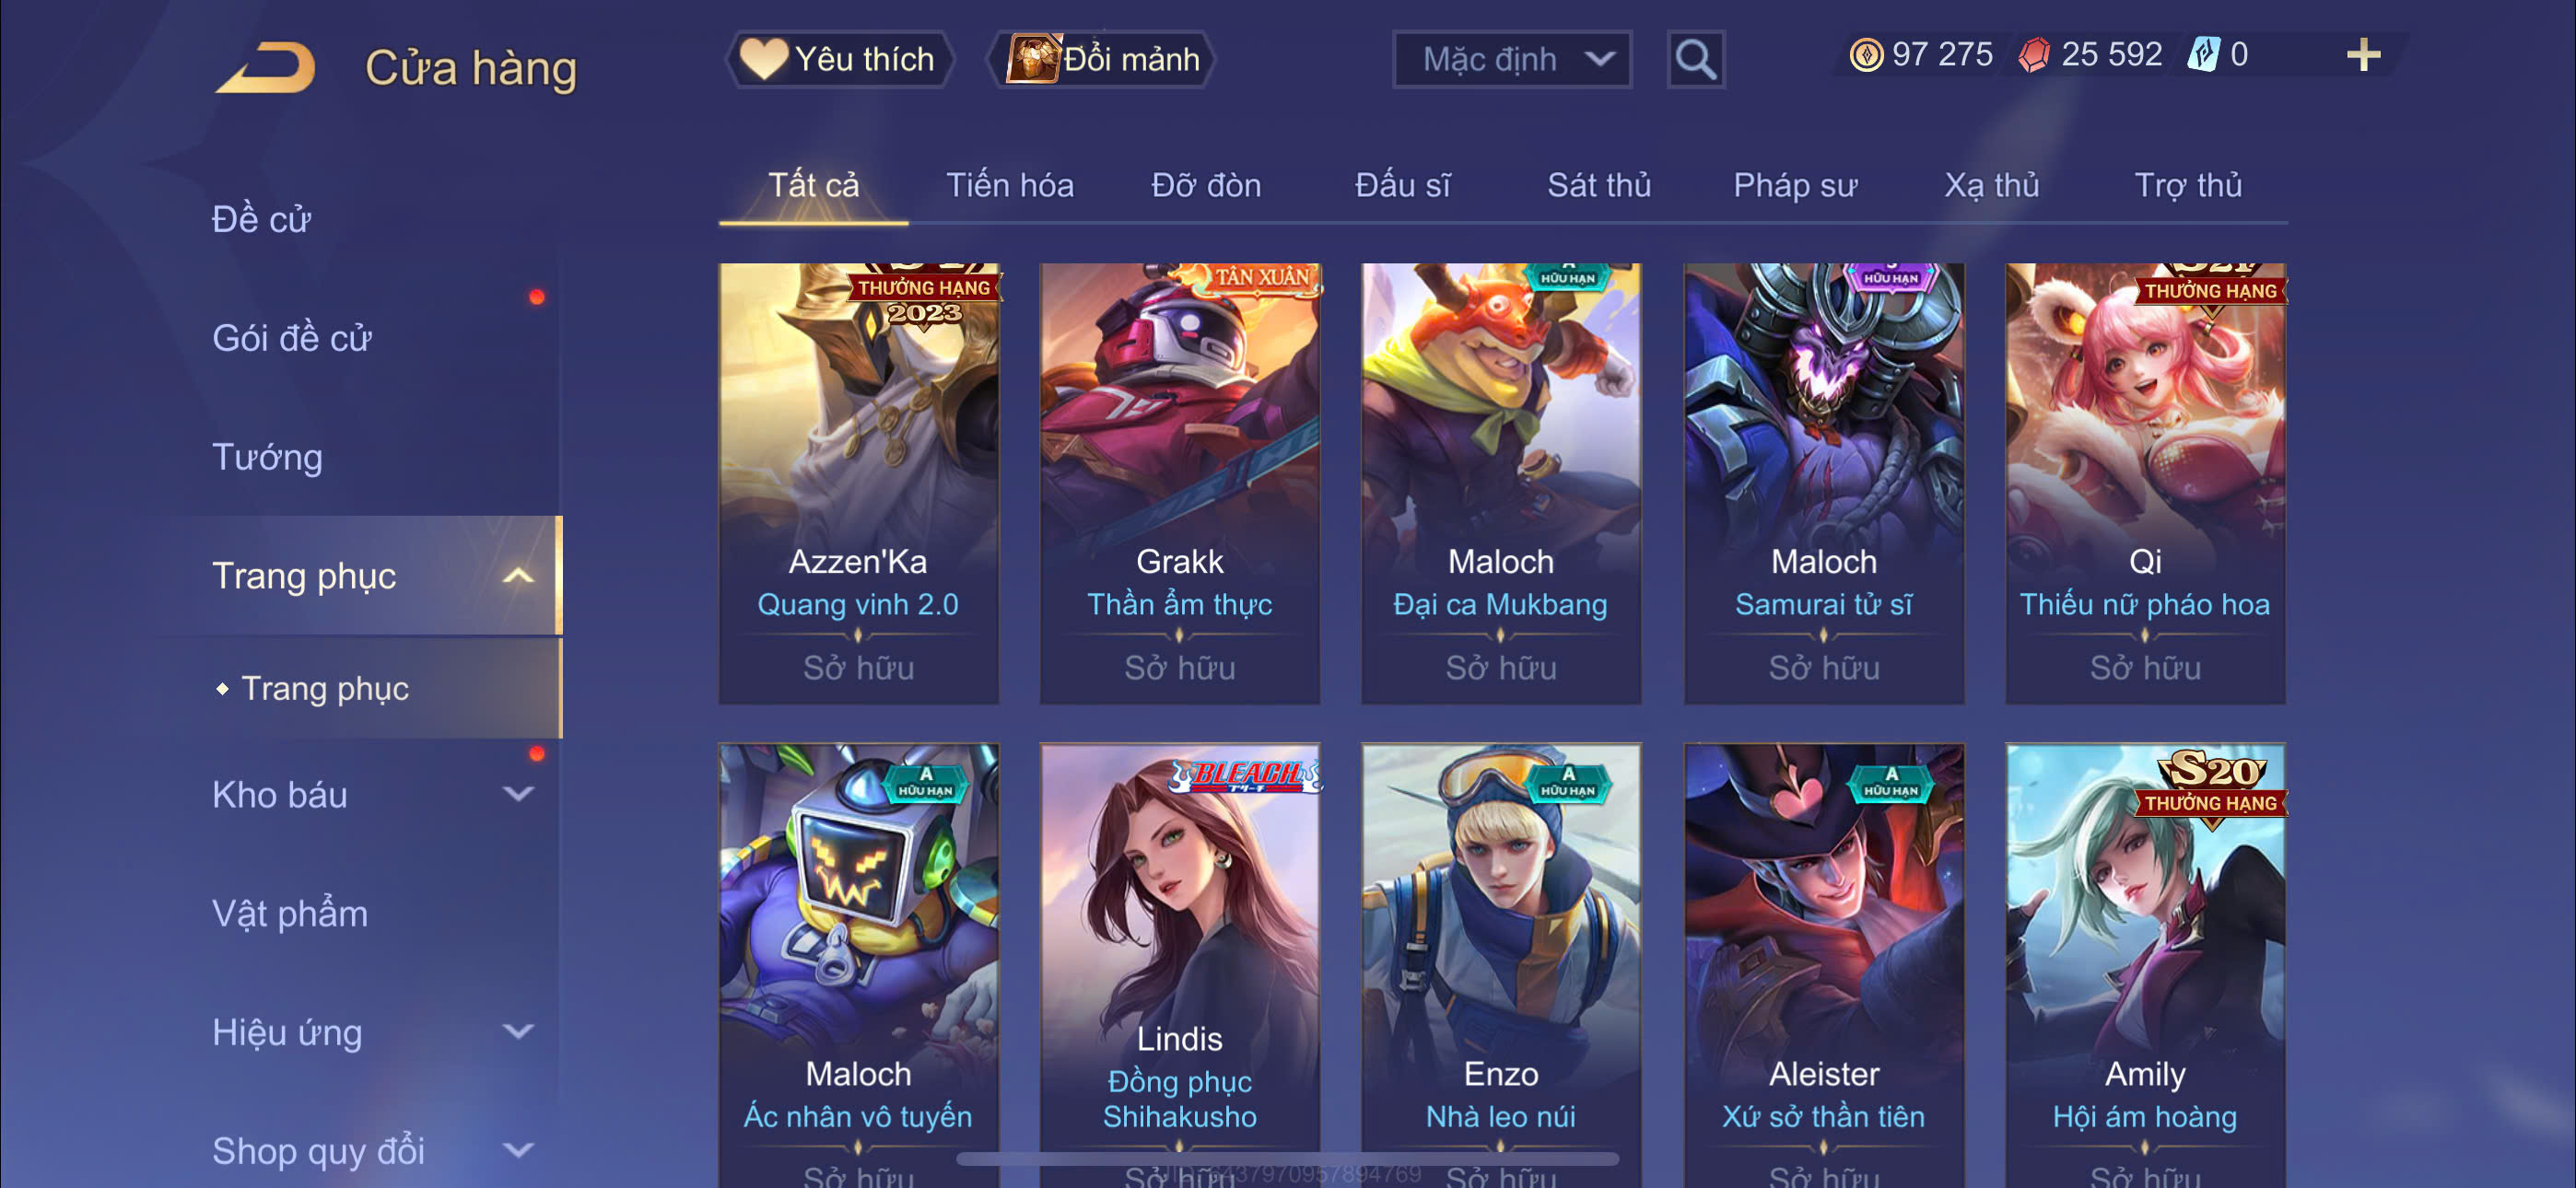 Cửa hàng
Yêu thích
Đổi mảnh
Mặc định
97 275
25 592
0
Tất cả
Tiến hóa
Đỡ đòn
Đấu sĩ
Sát thủ
Pháp sư
Xạ thủ
Trợ thủ
Đề cử
Gói đề cử
Tướng
Trang phục
Trang phục
Kho báu
Vật phẩm
Hiệu ứng
Shop quy đổi
THƯỞNG HẠNG
2023
Azzen'Ka
Quang vinh 2.0
Sở hữu
TÂN XUÂN
Grakk
Thần ẩm thực
Sở hữu
A
HỮU HẠN
Maloch
Đại ca Mukbang
Sở hữu
S
HỮU HẠN
Maloch
Samurai tử sĩ
Sở hữu
S21
THƯỞNG HẠNG
Qi
Thiếu nữ pháo hoa
Sở hữu
A
HỮU HẠN
Maloch
Ác nhân vô tuyến
Sở hữu
BLEACH
ブリーチ
Lindis
Đồng phục
Shihakusho
Sở hữu
A
HỮU HẠN
Enzo
Nhà leo núi
Sở hữu
A
HỮU HẠN
Aleister
Xứ sở thần tiên
Sở hữu
S20
THƯỞNG HẠNG
Amily
Hội ám hoàng
Sở hữu